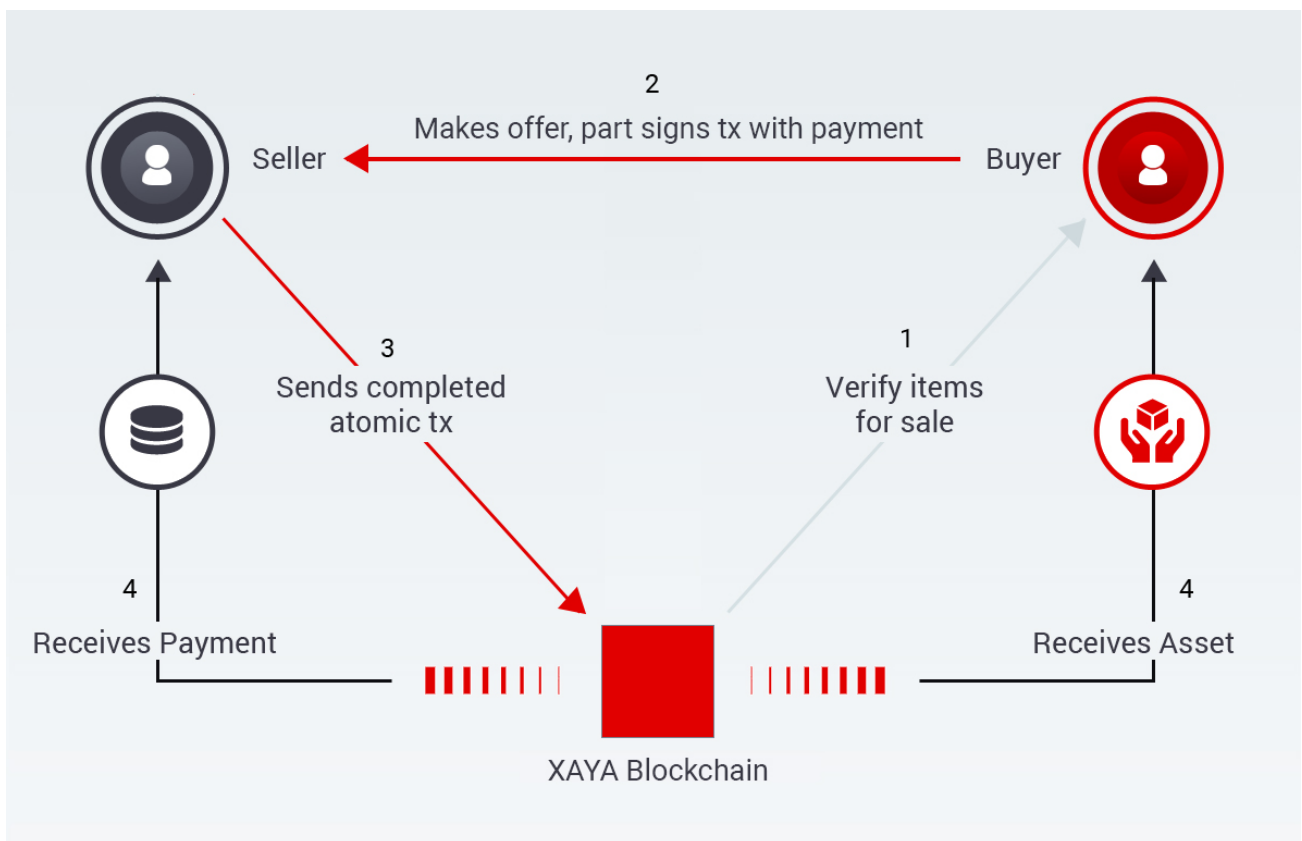 2
Makes offer, part signs tx with payment
Seller
Buyer
3
Sends completed
atomic tx
1
Verify items
for sale
4
Receives Payment
4
Receives Asset
XAYA Blockchain